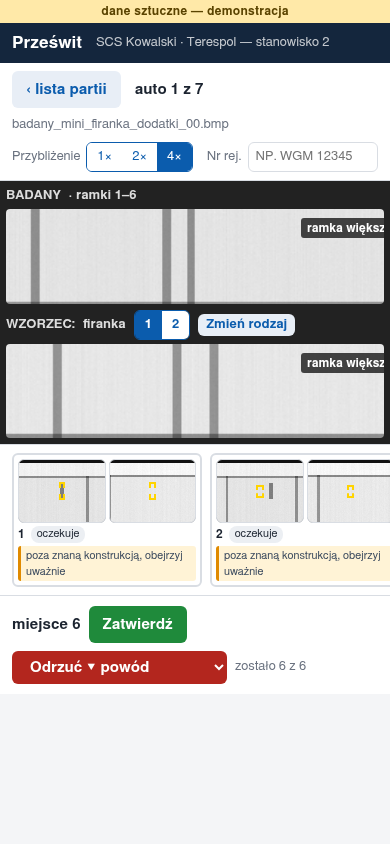 dane sztuczne — demonstracja
Prześwit SCS Kowalski · Terespol — stanowisko 2
‹ lista partii auto 1 z 7
badany_mini_firanka_dodatki_00.bmp
Przybliżenie 1× 2× 4× Nr rej. NP. WGM 12345
BADANY · ramki 1–6
ramka większ
WZORZEC: firanka 1 2 Zmień rodzaj
ramka większ
1 oczekuje
poza znaną konstrukcją, obejrzyj
uważnie
2 oczekuje
poza znaną konstrukcją, obejrzyj
uważnie
miejsce 6 Zatwierdź
Odrzuć ▾ powód zostało 6 z 6